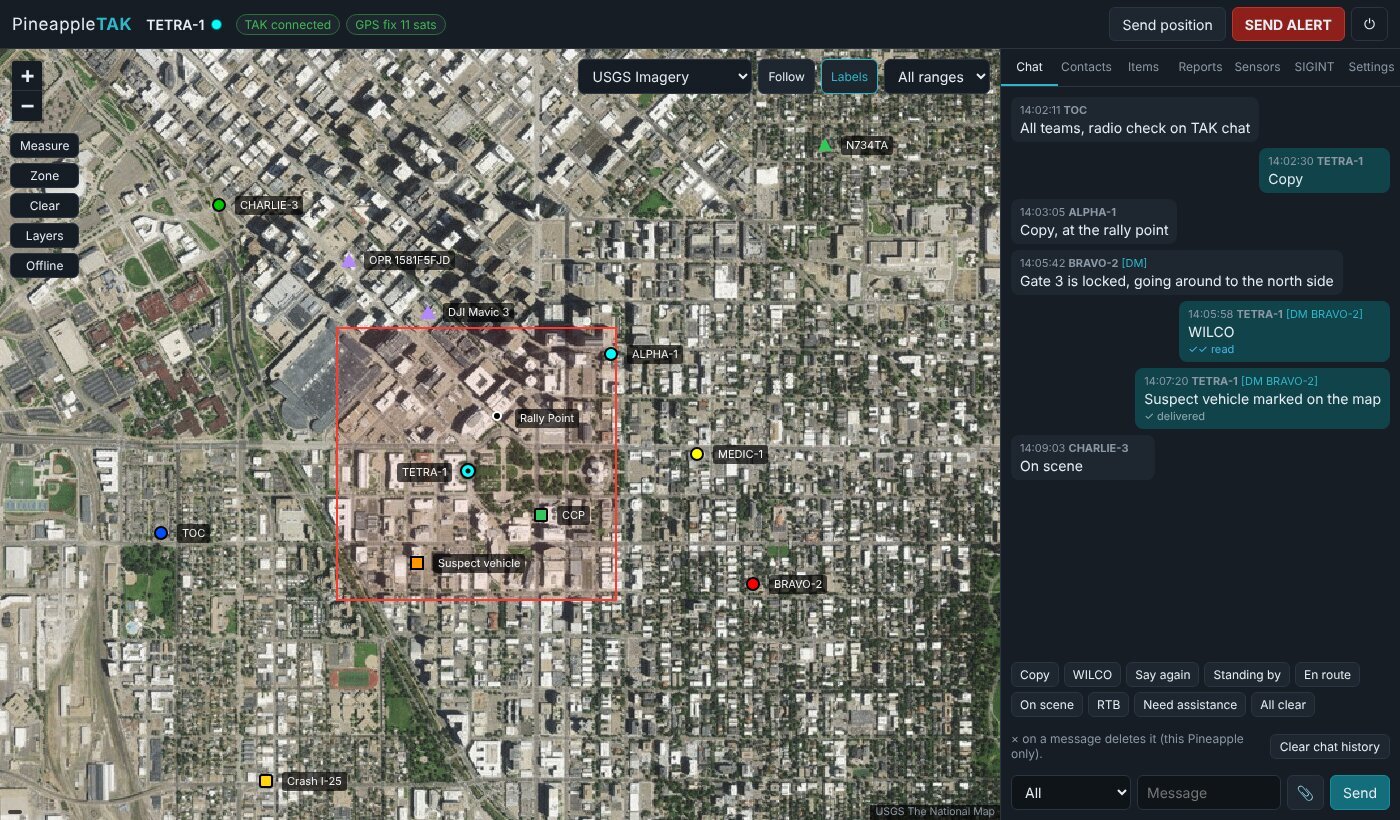 PineappleTAK TETRA-1 TAK connected GPS fix 11 sats Send position SEND ALERT
+
−
USGS Imagery Follow Labels All ranges
Measure
Zone
Clear
Layers
Offline
N734TA
CHARLIE-3
OPR 1581F5FJD
DJI Mavic 3
ALPHA-1
Rally Point
MEDIC-1
TETRA-1
CCP
TOC
Suspect vehicle
BRAVO-2
Crash I-25
USGS The National Map
Chat Contacts Items Reports Sensors SIGINT Settings
14:02:11 TOC
All teams, radio check on TAK chat
14:02:30 TETRA-1
Copy
14:03:05 ALPHA-1
Copy, at the rally point
14:05:42 BRAVO-2 [DM]
Gate 3 is locked, going around to the north side
14:05:58 TETRA-1 [DM BRAVO-2]
WILCO
✓✓ read
14:07:20 TETRA-1 [DM BRAVO-2]
Suspect vehicle marked on the map
✓ delivered
14:09:03 CHARLIE-3
On scene
Copy WILCO Say again Standing by En route
On scene RTB Need assistance All clear
× on a message deletes it (this Pineapple
only).
Clear chat history
All Message Send